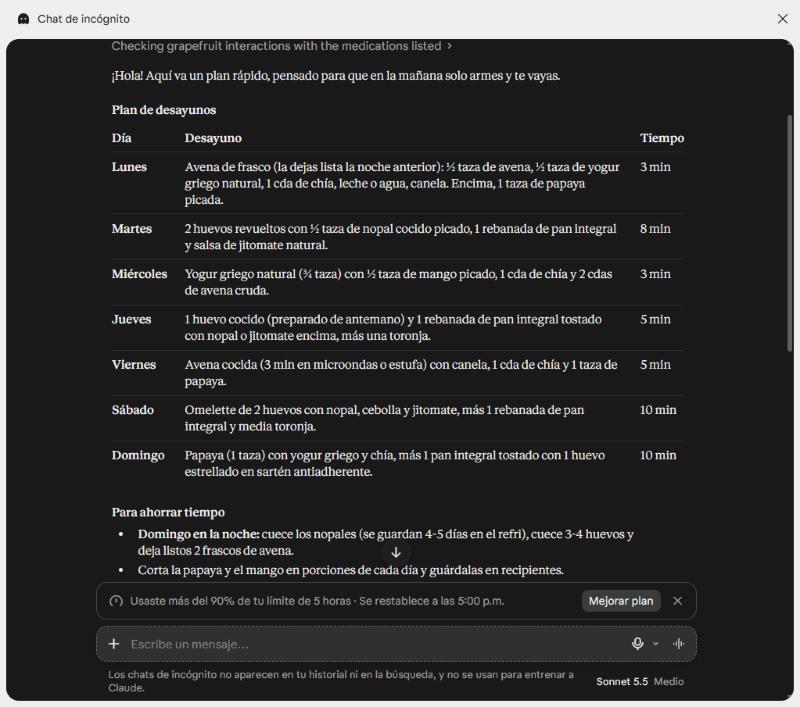 Chat de incógnito
Checking grapefruit interactions with the medications listed
¡Hola! Aquí va un plan rápido, pensado para que en la mañana solo armes y te vayas.
Plan de desayunos
Día Desayuno Tiempo
Lunes Avena de frasco (la dejas lista la noche anterior): ½ taza de avena, ½ taza de yogur 3 min
griego natural, 1 cda de chía, leche o agua, canela. Encima, 1 taza de papaya
picada.
Martes 2 huevos revueltos con ½ taza de nopal cocido picado, 1 rebanada de pan integral 8 min
y salsa de jitomate natural.
Miércoles Yogur griego natural (¾ taza) con ½ taza de mango picado, 1 cda de chía y 2 cdas 3 min
de avena cruda.
Jueves 1 huevo cocido (preparado de antemano) y 1 rebanada de pan integral tostado 5 min
con nopal o jitomate encima, más una toronja.
Viernes Avena cocida (3 min en microondas o estufa) con canela, 1 cda de chía y 1 taza de 5 min
papaya.
Sábado Omelette de 2 huevos con nopal, cebolla y jitomate, más 1 rebanada de pan 10 min
integral y media toronja.
Domingo Papaya (1 taza) con yogur griego y chía, más 1 pan integral tostado con 1 huevo 10 min
estrellado en sartén antiadherente.
Para ahorrar tiempo
• Domingo en la noche: cuece los nopales (se guardan 4-5 días en el refri), cuece 3-4 huevos y
deja listos 2 frascos de avena.
• Corta la papaya y el mango en porciones de cada día y guárdalas en recipientes.
Usaste más del 90% de tu límite de 5 horas · Se restablece a las 5:00 p.m. Mejorar plan
Escribe un mensaje...
Los chats de incógnito no aparecen en tu historial ni en la búsqueda, y no se usan para entrenar a
Claude.
Sonnet 5.5 Medio